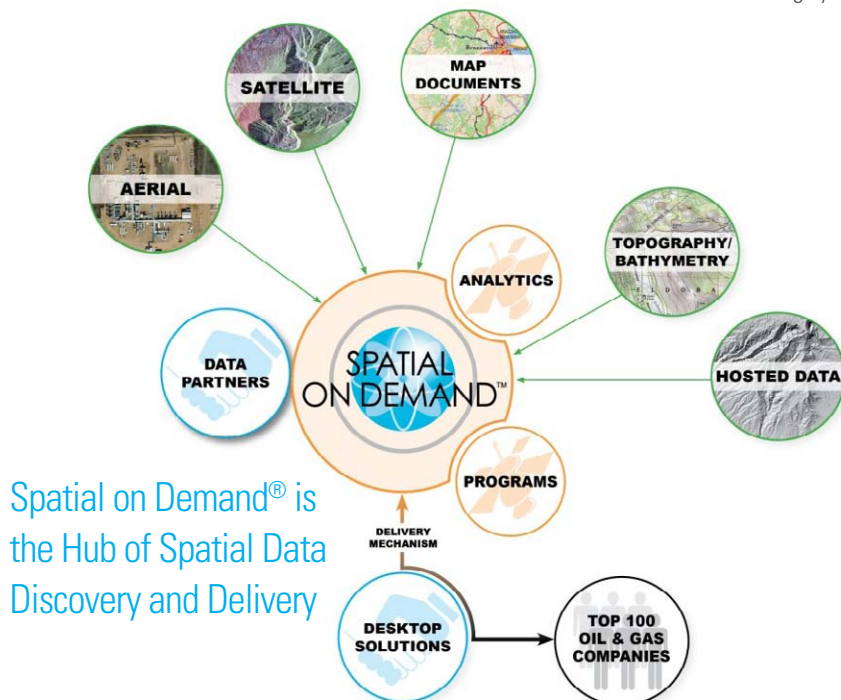 MAP
DOCUMENTS
SATELLITE
AERIAL
TOPOGRAPHY/
BATHYMETRY
ANALYTICS
DATA
PARTNERS
SPATIAL
ON DEMAND™
HOSTED DATA
PROGRAMS
Spatial on Demand® is
the Hub of Spatial Data
Discovery and Delivery
DELIVERY
MECHANISM
DESKTOP
SOLUTIONS
TOP 100
OIL & GAS
COMPANIES